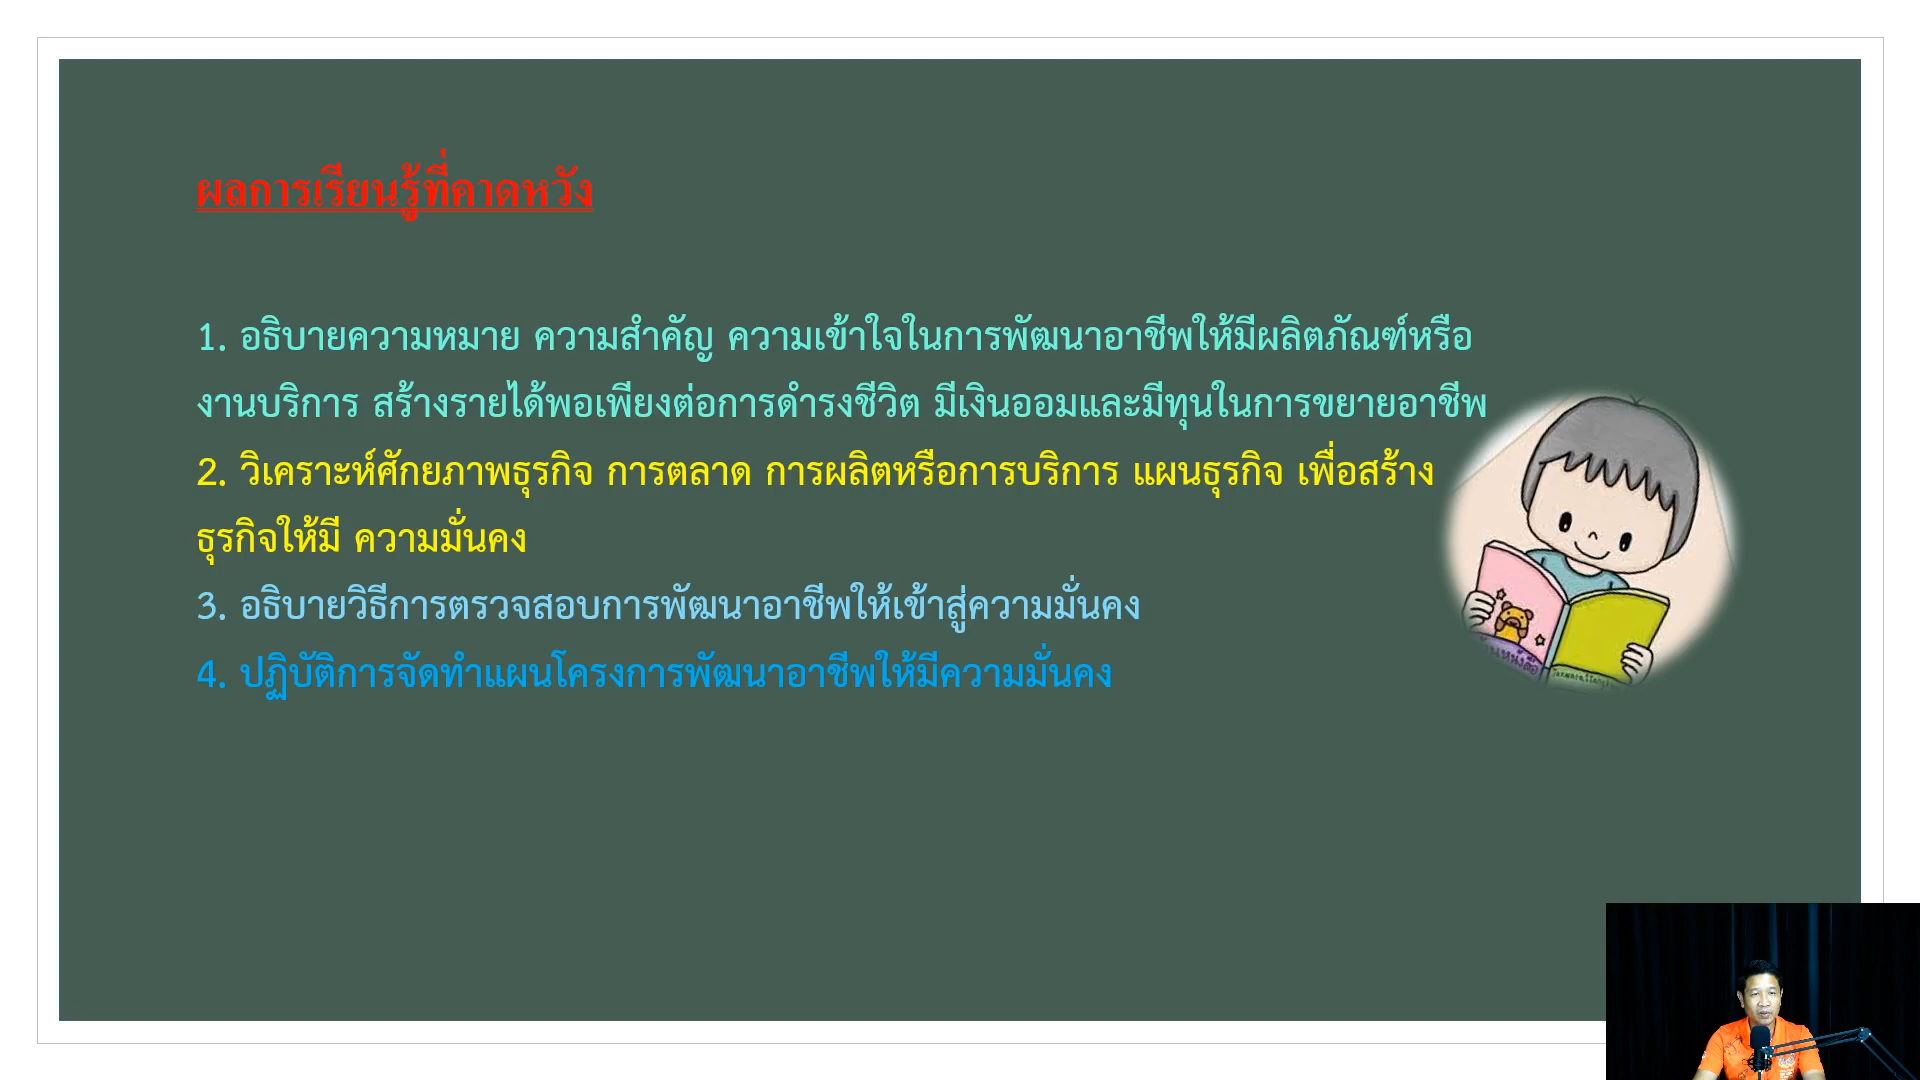 ผลการเรียนรู้ที่คาดหวัง
1. อธิบายความหมาย ความสำคัญ ความเข้าใจในการพัฒนาอาชีพให้มีผลิตภัณฑ์หรือ
งานบริการ สร้างรายได้พอเพียงต่อการดำรงชีวิต มีเงินออมและมีทุนในการขยายอาชีพ
2. วิเคราะห์ศักยภาพธุรกิจ การตลาด การผลิตหรือการบริการ แผนธุรกิจ เพื่อสร้าง
ธุรกิจให้มี ความมั่นคง
3. อธิบายวิธีการตรวจสอบการพัฒนาอาชีพให้เข้าสู่ความมั่นคง
4. ปฏิบัติการจัดทำแผนโครงการพัฒนาอาชีพให้มีความมั่นคง